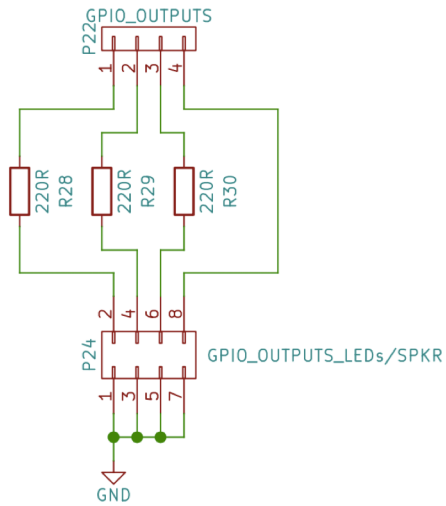 GPIO_OUTPUTS
P22
1 2 3 4
220R R28
220R R29
220R R30
2 4 6 8
P24
GPIO_OUTPUTS_LEDs/SPKR
1 3 5 7
GND